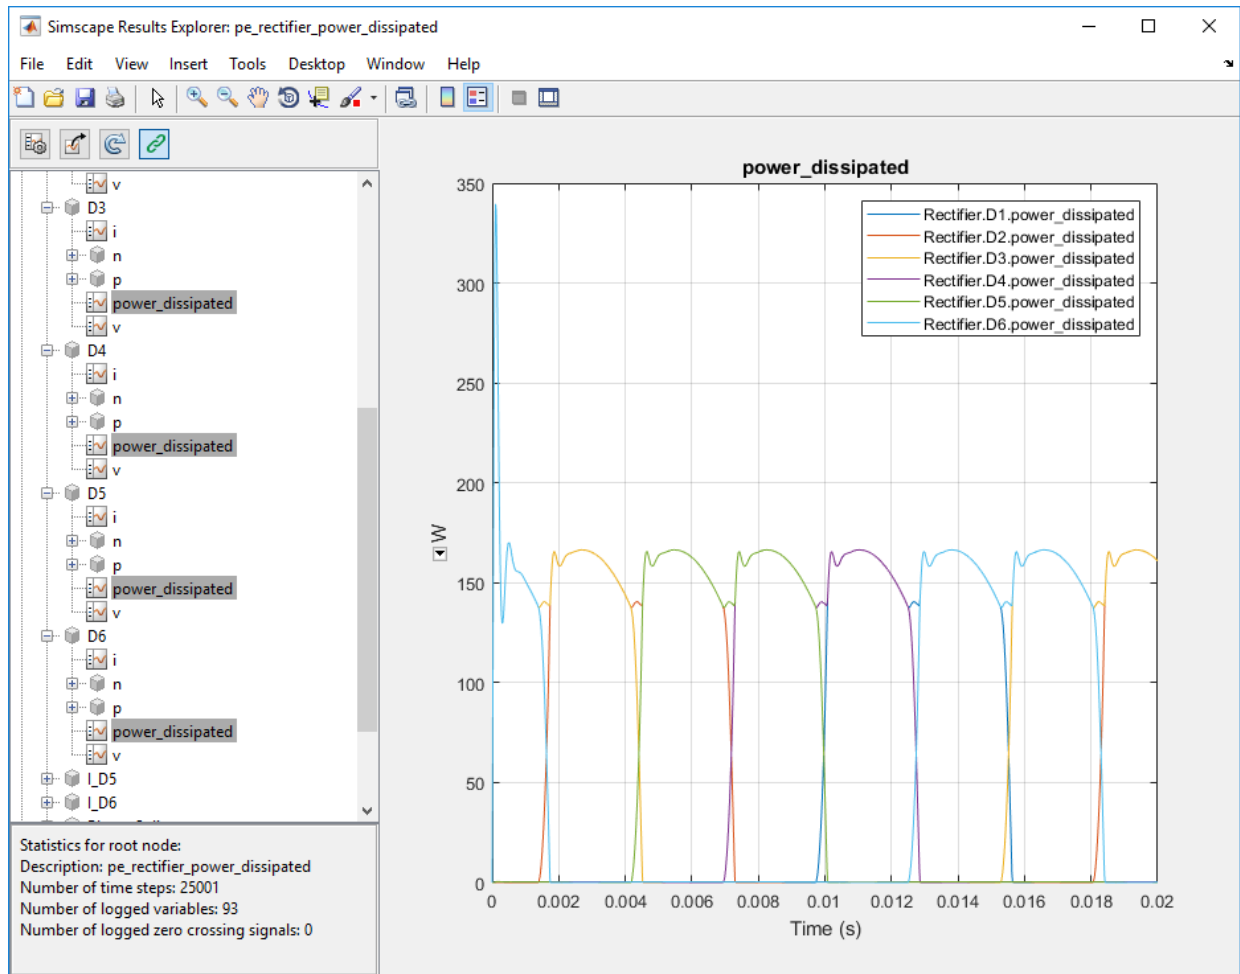 Simscape Results Explorer: pe_rectifier_power_dissipated
File Edit View Insert Tools Desktop Window Help
v
D3
i
n
p
power_dissipated
v
D4
i
n
p
power_dissipated
v
D5
i
n
p
power_dissipated
v
D6
i
n
p
power_dissipated
v
I_D5
I_D6
Statistics for root node:
Description: pe_rectifier_power_dissipated
Number of time steps: 25001
Number of logged variables: 93
Number of logged zero crossing signals: 0
power_dissipated
350
300
250
200
150
100
50
0
W
Rectifier.D1.power_dissipated
Rectifier.D2.power_dissipated
Rectifier.D3.power_dissipated
Rectifier.D4.power_dissipated
Rectifier.D5.power_dissipated
Rectifier.D6.power_dissipated
0 0.002 0.004 0.006 0.008 0.01 0.012 0.014 0.016 0.018 0.02
Time (s)